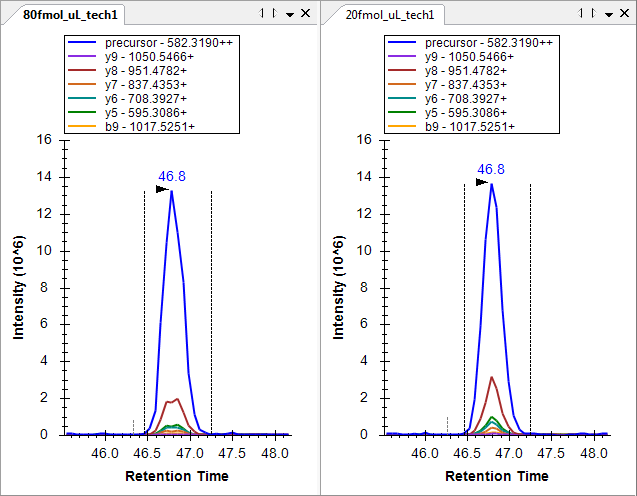 80fmol_uL_tech1
precursor - 582.3190++
y9 - 1050.5466+
y8 - 951.4782+
y7 - 837.4353+
y6 - 708.3927+
y5 - 595.3086+
b9 - 1017.5251+
16
14
12
10
8
6
4
2
0
Intensity (10^6)
46.8
46.0
46.5
47.0
47.5
48.0
Retention Time
20fmol_uL_tech1
precursor - 582.3190++
y9 - 1050.5466+
y8 - 951.4782+
y7 - 837.4353+
y6 - 708.3927+
y5 - 595.3086+
b9 - 1017.5251+
16
14
12
10
8
6
4
2
0
Intensity (10^6)
46.8
46.0
46.5
47.0
47.5
48.0
Retention Time